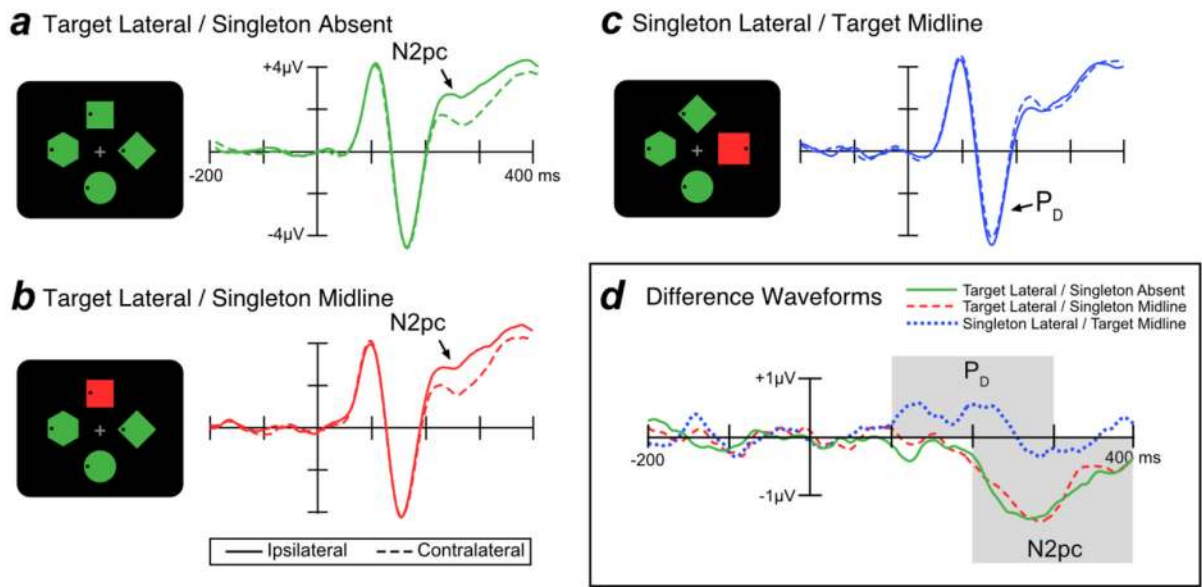 a Target Lateral / Singleton Absent
N2pc
+4µV
-200
400 ms
-4µV
b Target Lateral / Singleton Midline
N2pc
Ipsilateral
Contralateral
c Singleton Lateral / Target Midline
P_D
d Difference Waveforms
Target Lateral / Singleton Absent
Target Lateral / Singleton Midline
Singleton Lateral / Target Midline
P_D
+1µV
-200
400 ms
-1µV
N2pc